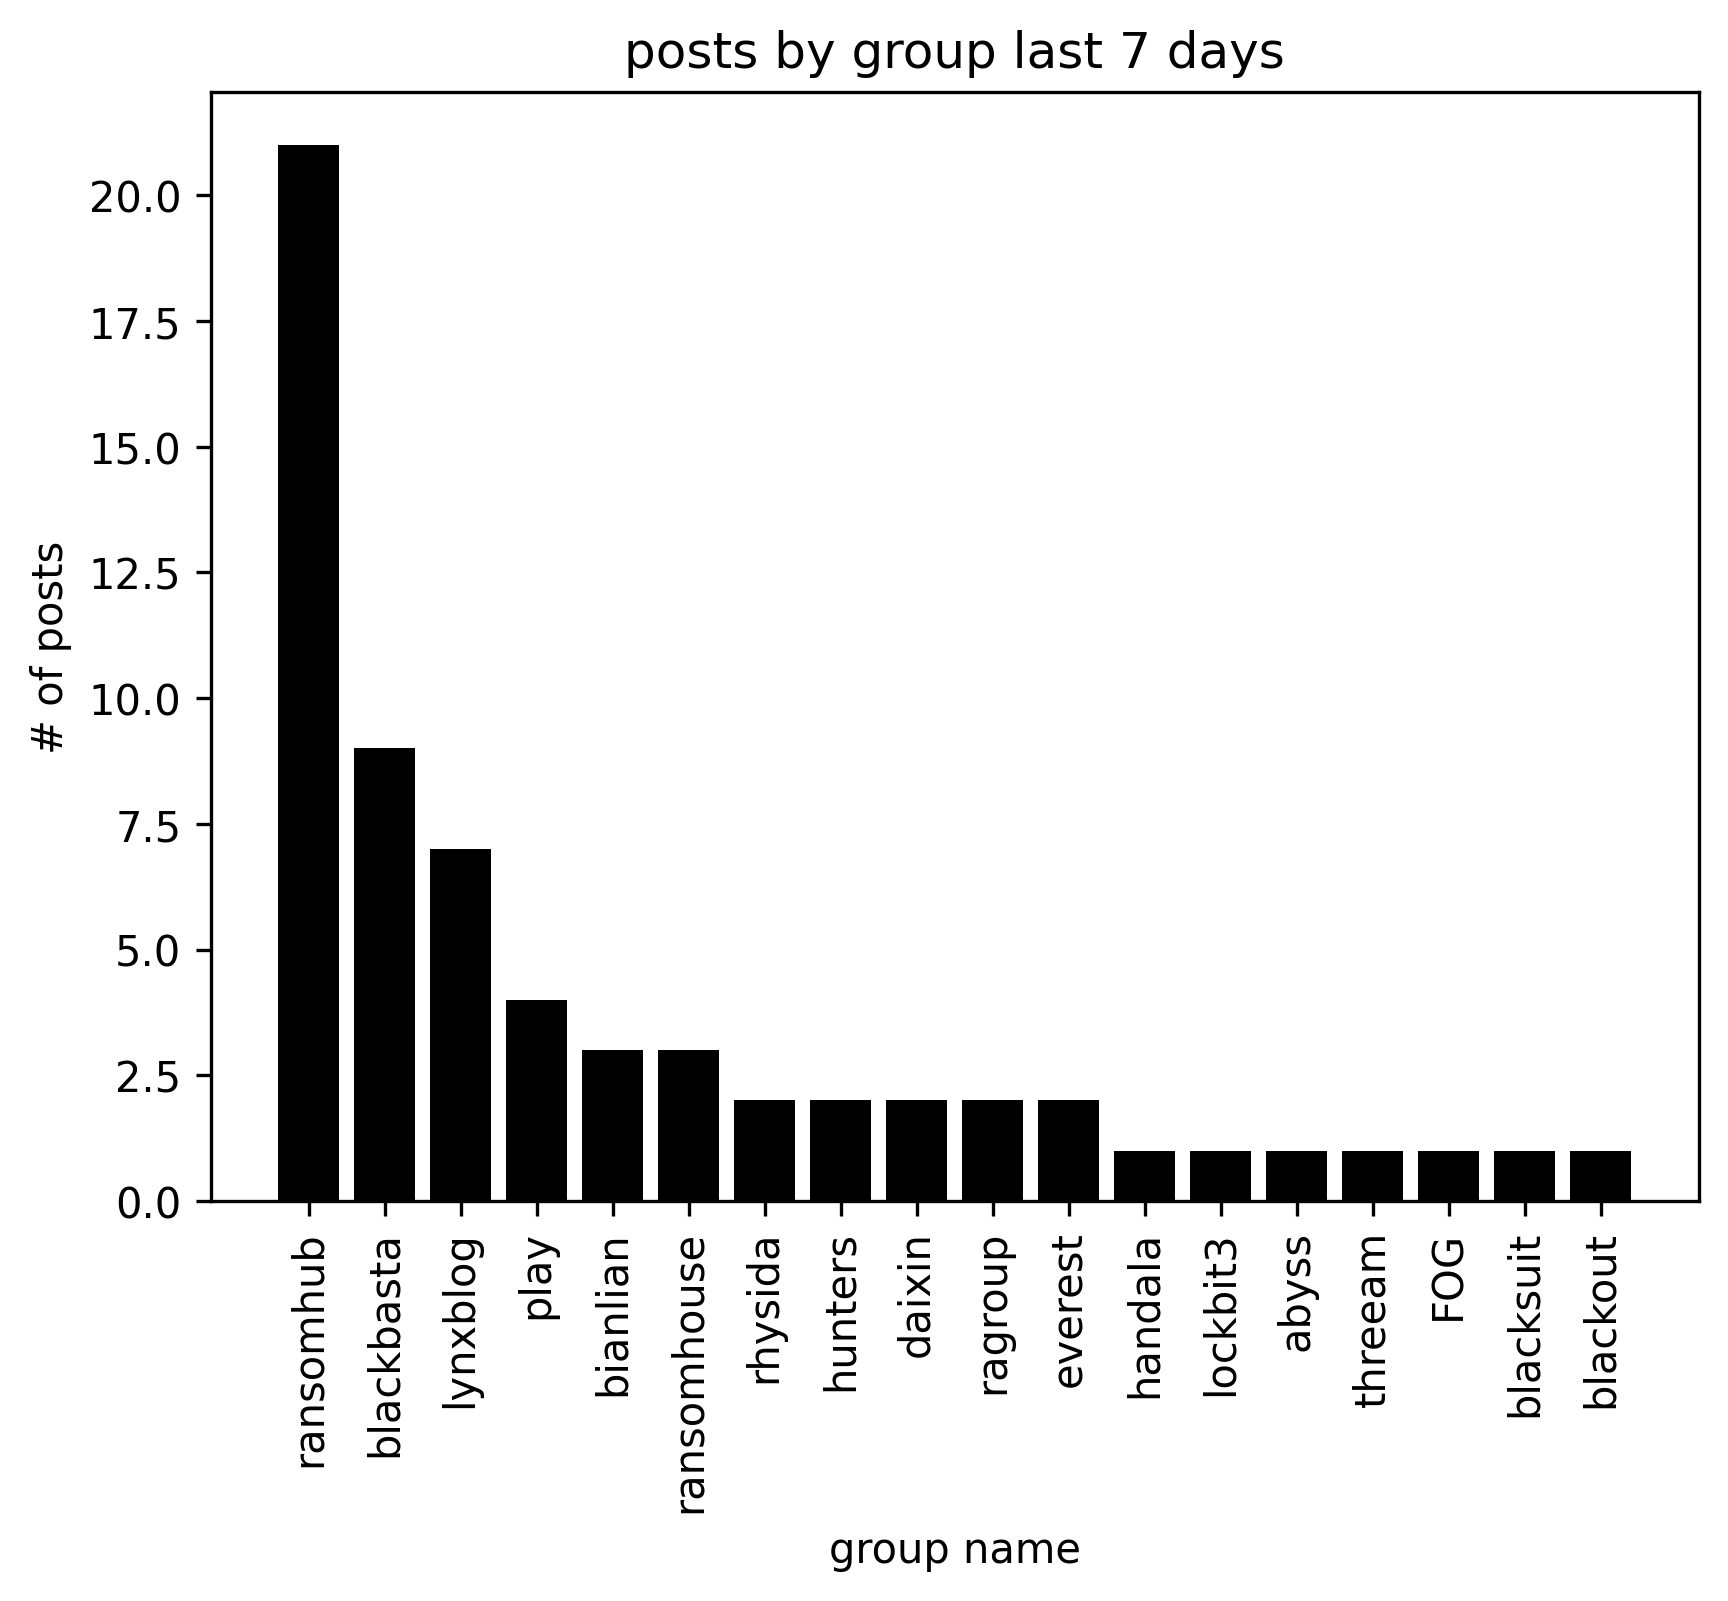 posts by group last 7 days
# of posts
20.0
17.5
15.0
12.5
10.0
7.5
5.0
2.5
0.0
ransomhub
blackbasta
lynxblog
play
bianlian
ransomhouse
rhysida
hunters
daixin
ragroup
everest
handala
lockbit3
abyss
threeam
FOG
blacksuit
blackout
group name